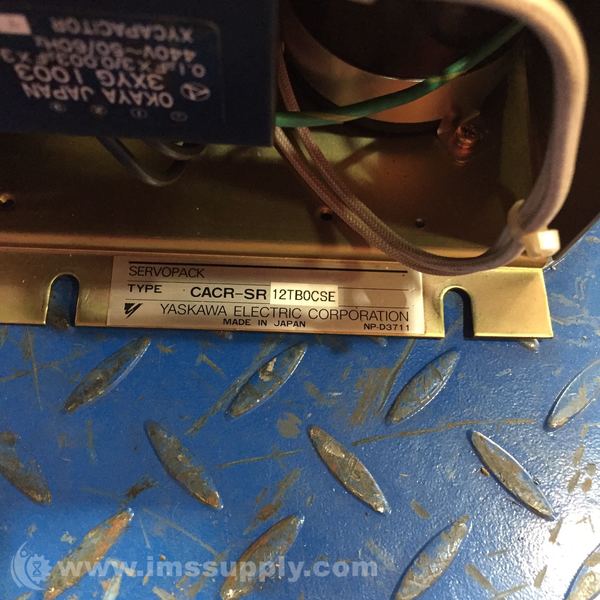 OKAYA JAPAN
3XYG 1003
0.1μF×3/0.003μF×3
440V~50/60Hz
XYCAPACITOR
SERVOPACK
TYPE CACR-SR 12TB0CSE
YASKAWA ELECTRIC CORPORATION
MADE IN JAPAN NP-D3711
www.imssupply.com